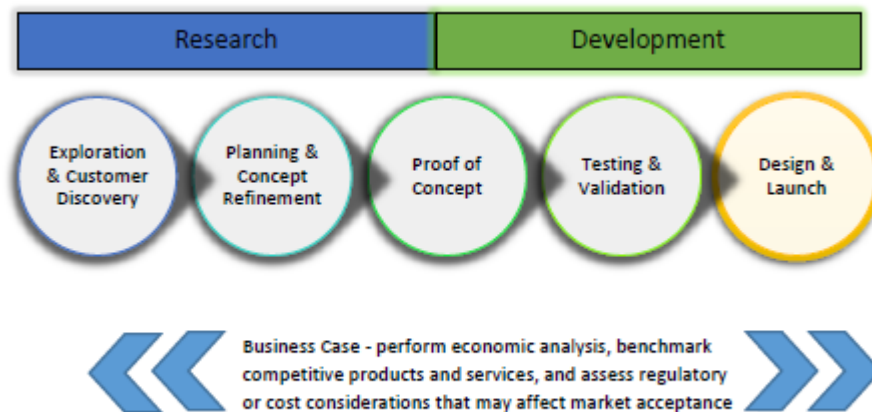 Research
Development
Exploration
& Customer
Discovery
Planning &
Concept
Refinement
Proof of
Concept
Testing &
Validation
Design &
Launch
Business Case - perform economic analysis, benchmark
competitive products and services, and assess regulatory
or cost considerations that may affect market acceptance